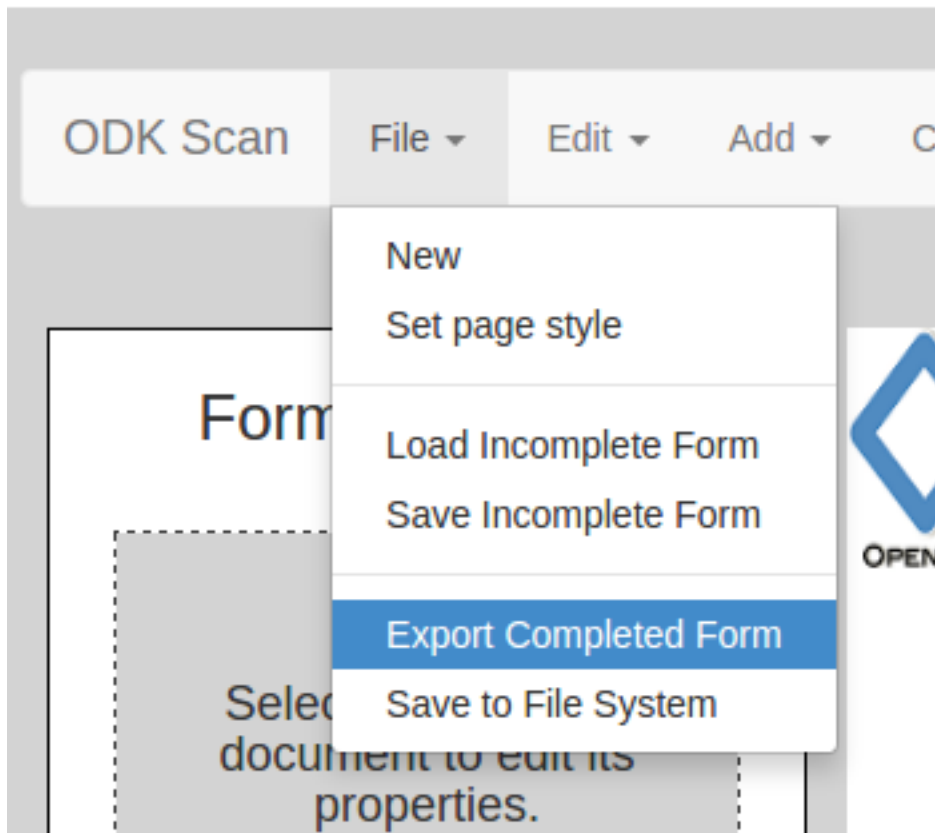 ODK Scan File Edit Add
New
Set page style
Form
Load Incomplete Form
Save Incomplete Form
OPEN
Export Completed Form
Save to File System
document to edit its
properties.